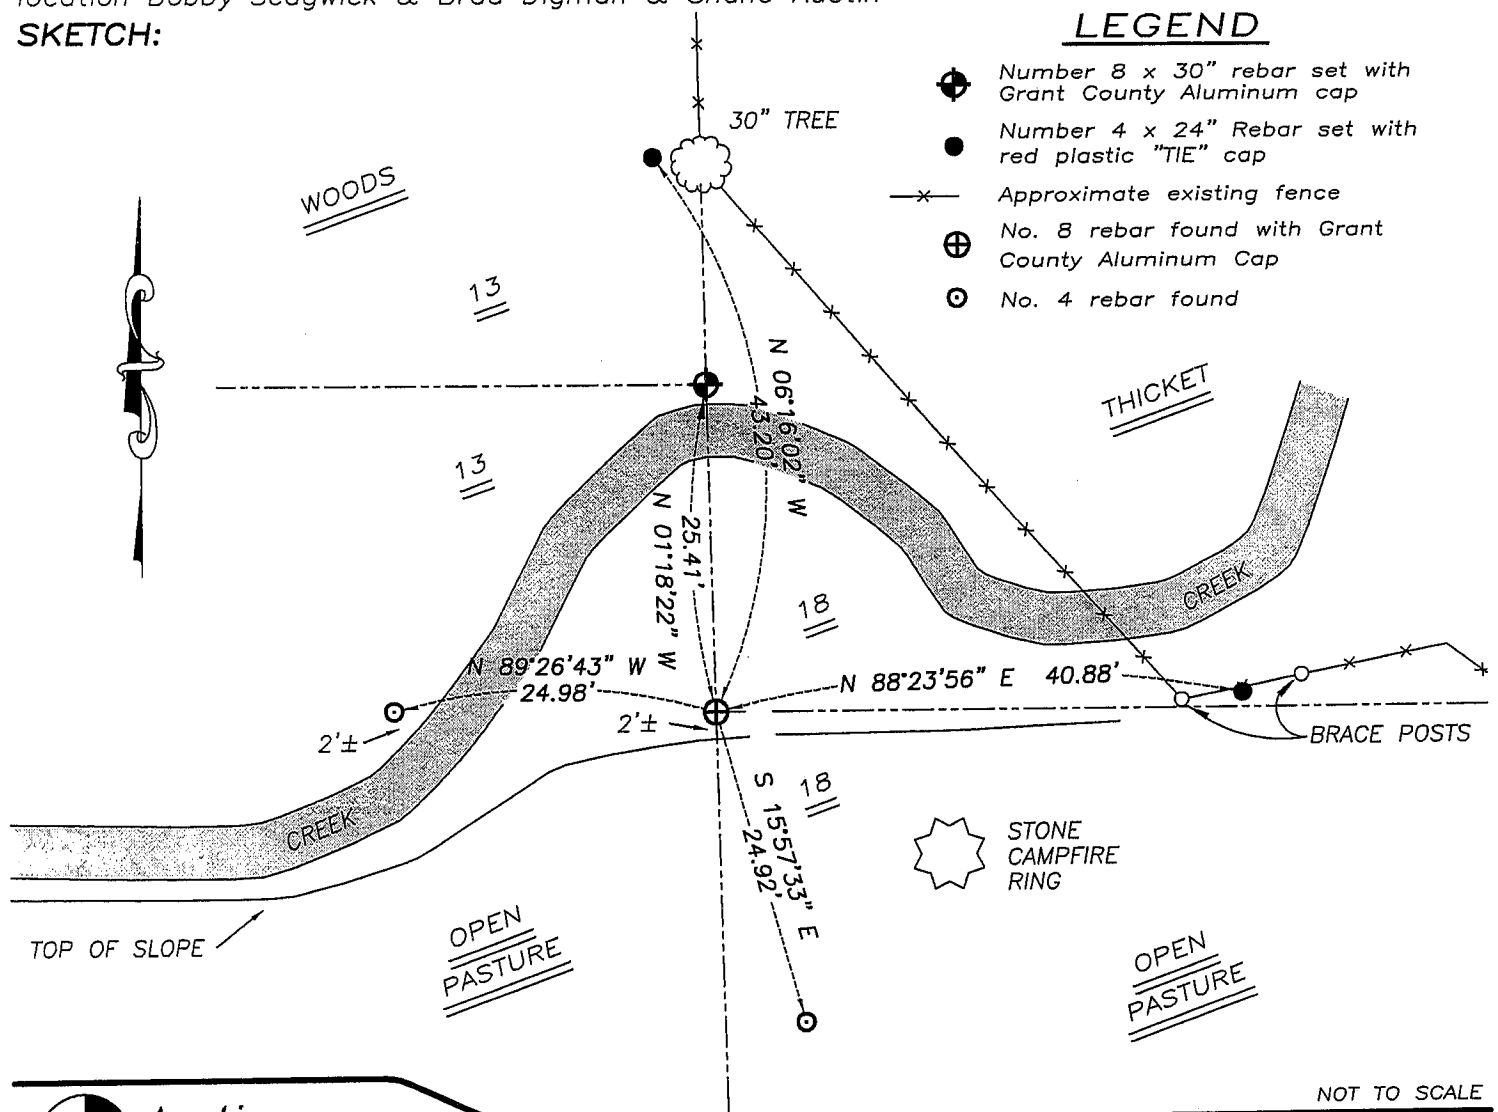 SKETCH:
LEGEND
Number 8 x 30" rebar set with
Grant County Aluminum cap
Number 4 x 24" Rebar set with
red plastic "TIE" cap
Approximate existing fence
No. 8 rebar found with Grant
County Aluminum Cap
No. 4 rebar found
30" TREE
WOODS
13
13
THICKET
N 06°16'02" W
43.20'
25.41'
N 01°18'22" W
CREEK
18
N 89°26'43" W
24.98'
N 88°23'56" E 40.88'
2'±
2'±
BRACE POSTS
18
S 15°57'33" E
24.92'
CREEK
STONE
CAMPFIRE
RING
TOP OF SLOPE
OPEN
PASTURE
OPEN
PASTURE
NOT TO SCALE